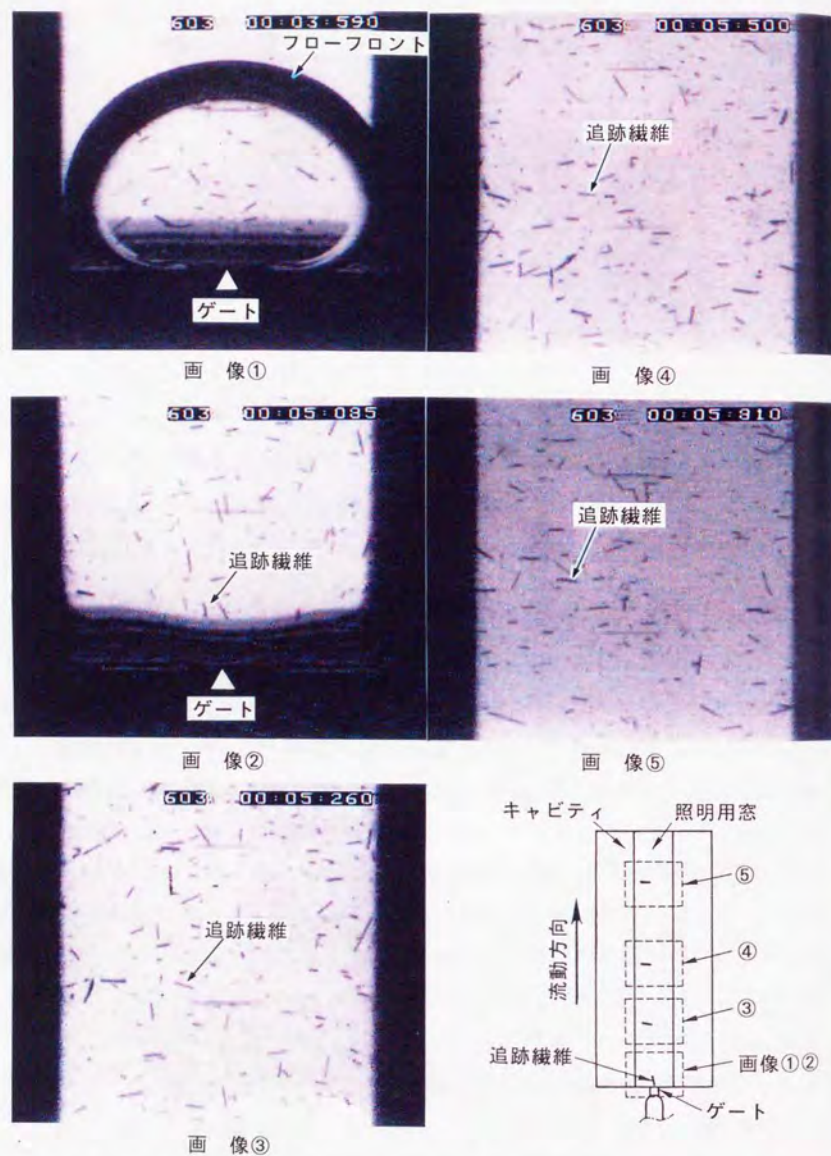 603 00:03:590
フローフロント
ゲート
画 像①
603 00:05:500
追跡繊維
画 像④
603 00:05:085
追跡繊維
ゲート
画 像②
603 00:05:810
追跡繊維
画 像⑤
603 00:05:260
追跡繊維
画 像③
キャビティ
照明用窓
⑤
流動方向
④
③
追跡繊維
画像①②
ゲート